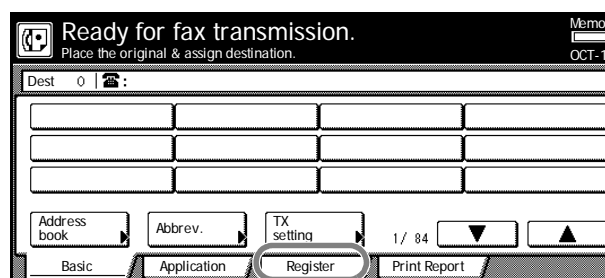 Ready for fax transmission.
Memo
Place the original & assign destination.
OCT-1
Dest 0 :
Address book
Abbrev.
TX setting
1/ 84
Basic
Application
Register
Print Report